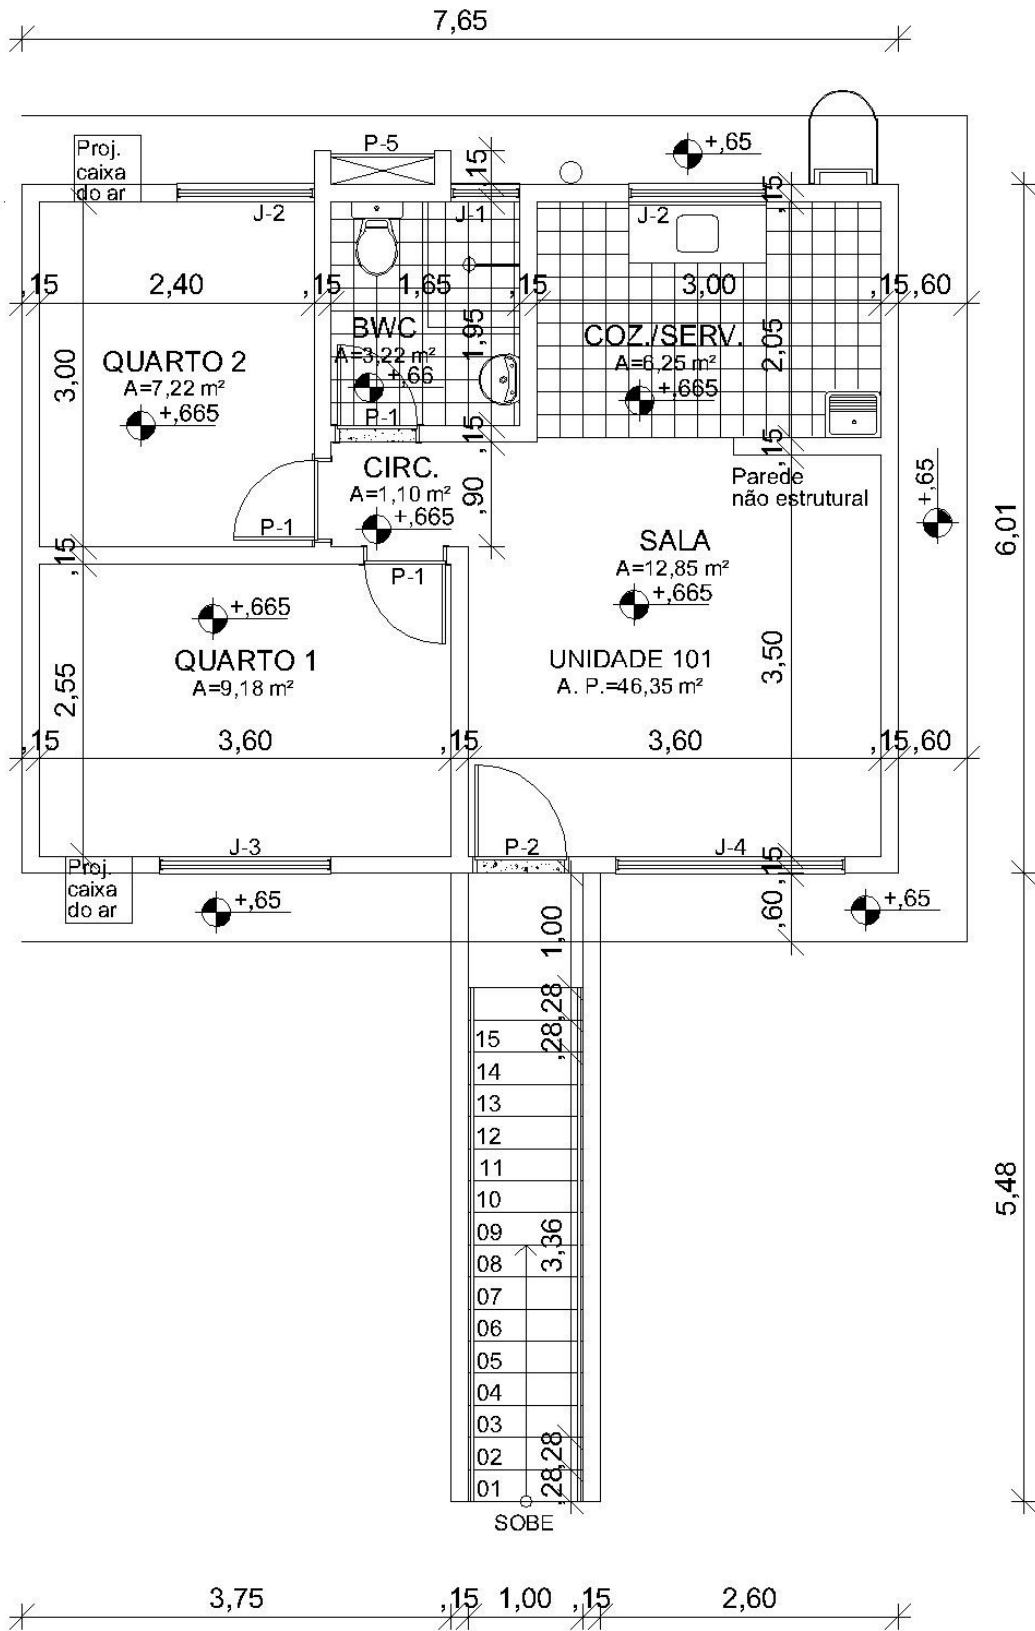 7,65
Proj.
caixa
do ar
P-5
,15
+,65
J-2
J-1
J-2
,15
,15
2,40
,15
1,65
,15
3,00
,15
,60
3,00
QUARTO 2
A=7,22 m²
+,665
BWC
A=3,22 m²
+,66
1,95
COZ./SERV.
A=6,25 m²
+,665
2,05
P-1
,15
,15
CIRC.
A=1,10 m²
+,665
,90
Parede
não estrutural
+,65
6,01
P-1
,15
P-1
SALA
A=12,85 m²
+,665
+,665
QUARTO 1
A=9,18 m²
2,55
UNIDADE 101
A. P.=46,35 m²
3,50
,15
3,60
,15
3,60
,15
,60
J-3
P-2
J-4
,15
Proj.
caixa
do ar
+,65
1,00
,60
+,65
,28
,28
15
14
13
12
11
10
09
08
07
06
05
04
03
02
01
3,36
,28
,28
5,48
SOBE
3,75
,15
1,00
,15
2,60